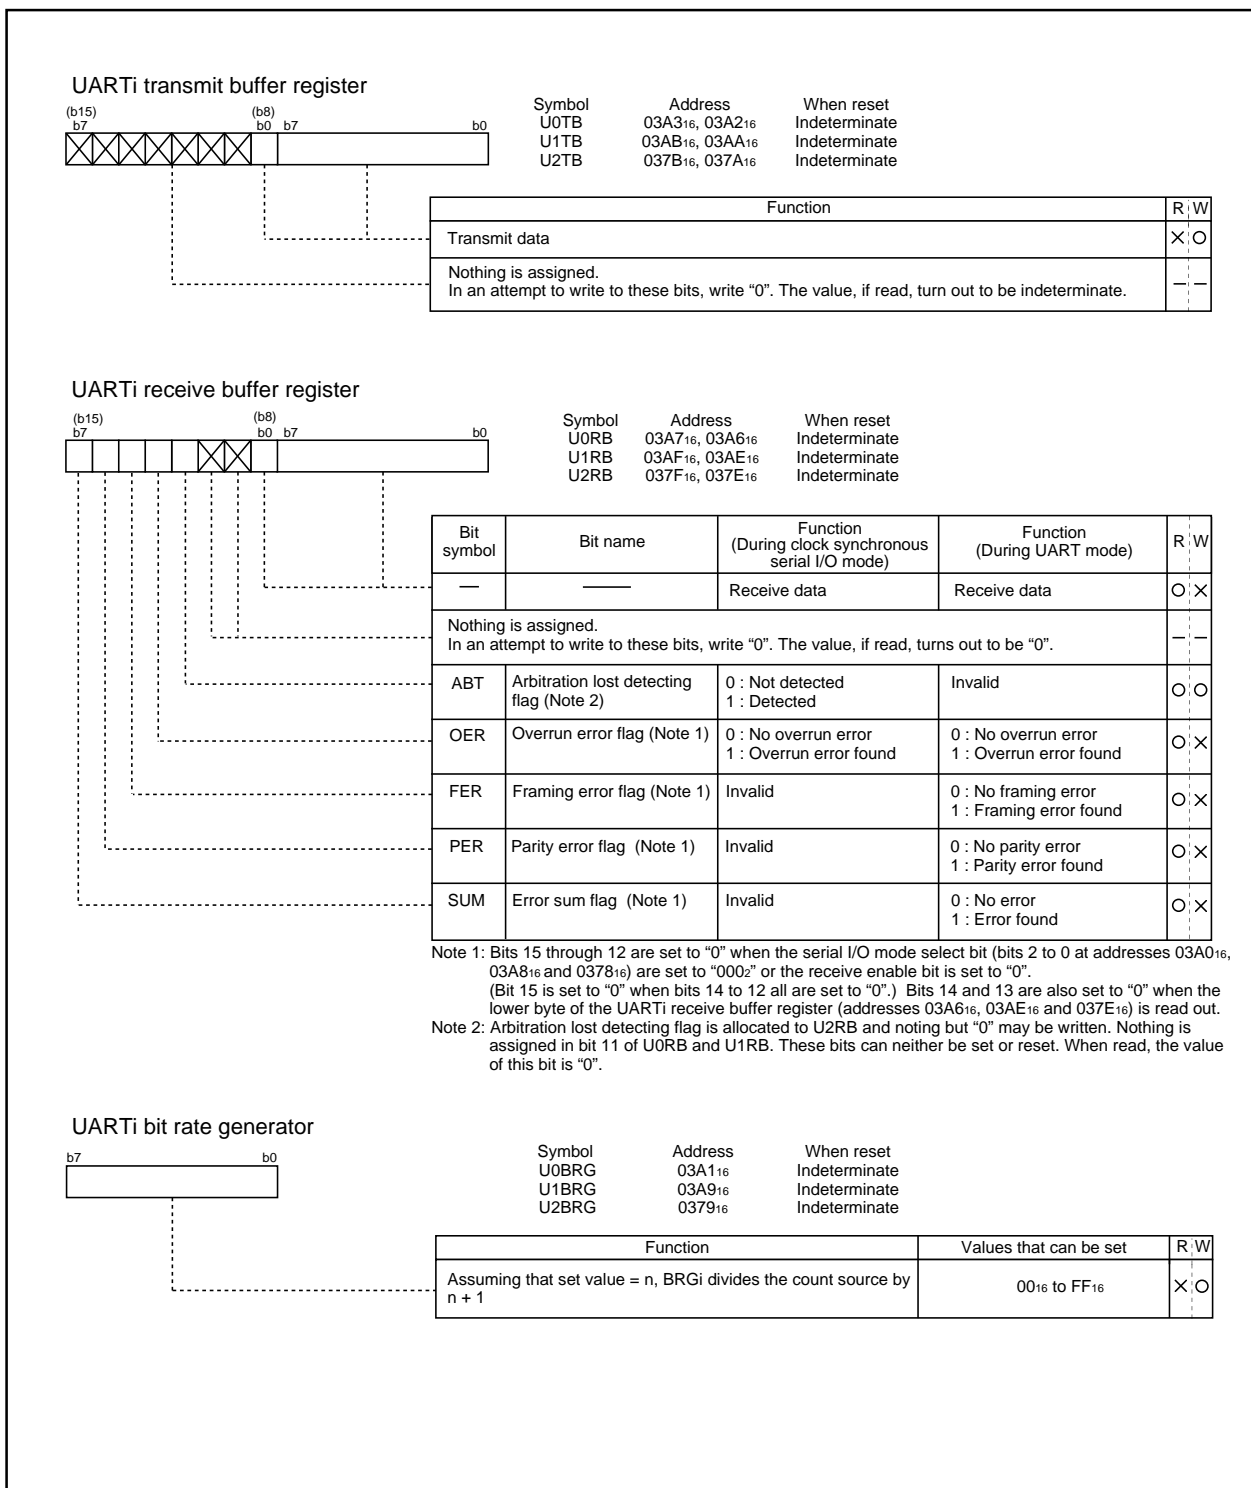 UARTi transmit buffer register
(b15) (b8)
b7 b0 b7 b0
Symbol Address When reset
U0TB 03A316, 03A216 Indeterminate
U1TB 03AB16, 03AA16 Indeterminate
U2TB 037B16, 037A16 Indeterminate
Function R W
Transmit data
Nothing is assigned.
In an attempt to write to these bits, write “0”. The value, if read, turn out to be indeterminate.
UARTi receive buffer register
(b15) (b8)
b7 b0 b7 b0
Symbol Address When reset
U0RB 03A716, 03A616 Indeterminate
U1RB 03AF16, 03AE16 Indeterminate
U2RB 037F16, 037E16 Indeterminate
Bit symbol Bit name Function (During clock synchronous serial I/O mode) Function (During UART mode) R W
Receive data Receive data
Nothing is assigned.
In an attempt to write to these bits, write “0”. The value, if read, turns out to be “0”.
ABT Arbitration lost detecting 0 : Not detected Invalid
flag (Note 2) 1 : Detected
OER Overrun error flag (Note 1) 0 : No overrun error 0 : No overrun error
1 : Overrun error found 1 : Overrun error found
FER Framing error flag (Note 1) Invalid 0 : No framing error
1 : Framing error found
PER Parity error flag (Note 1) Invalid 0 : No parity error
1 : Parity error found
SUM Error sum flag (Note 1) Invalid 0 : No error
1 : Error found
Note 1: Bits 15 through 12 are set to “0” when the serial I/O mode select bit (bits 2 to 0 at addresses 03A016,
03A816 and 037816) are set to “0002” or the receive enable bit is set to “0”.
(Bit 15 is set to “0” when bits 14 to 12 all are set to “0”.) Bits 14 and 13 are also set to “0” when the
lower byte of the UARTi receive buffer register (addresses 03A616, 03AE16 and 037E16) is read out.
Note 2: Arbitration lost detecting flag is allocated to U2RB and noting but “0” may be written. Nothing is
assigned in bit 11 of U0RB and U1RB. These bits can neither be set or reset. When read, the value
of this bit is “0”.
UARTi bit rate generator
b7 b0
Symbol Address When reset
U0BRG 03A116 Indeterminate
U1BRG 03A916 Indeterminate
U2BRG 037916 Indeterminate
Function Values that can be set R W
Assuming that set value = n, BRGi divides the count source by 0016 to FF16
n + 1